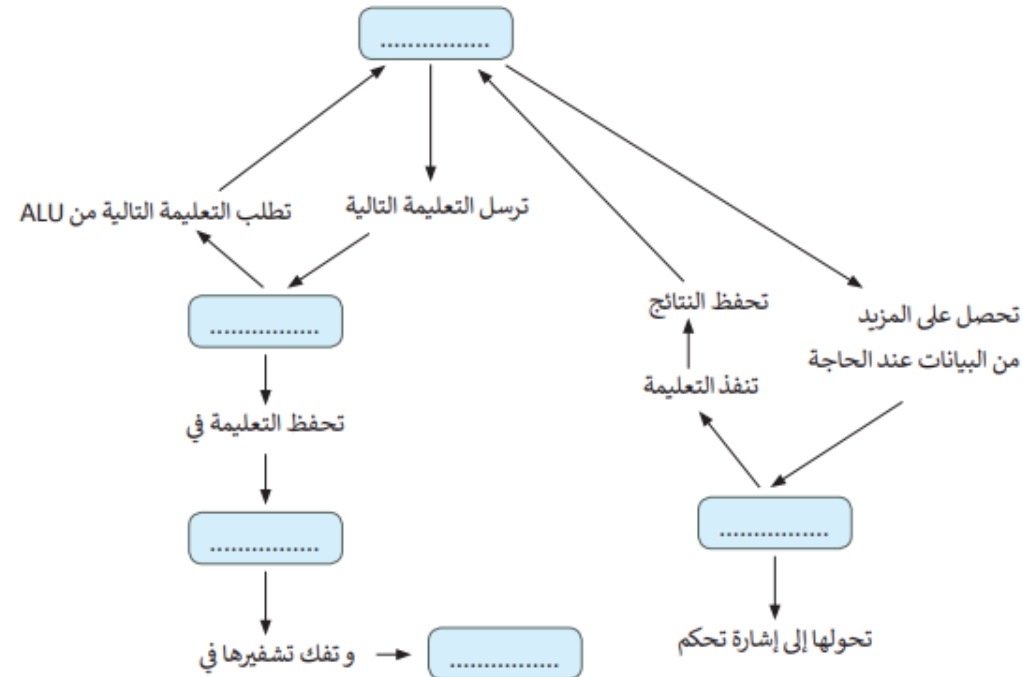 ................
ترسل التعليمة التالية
تطلب التعليمة التالية من ALU
................
تحفظ التعليمة في
................
و تفك تشفيرها في
................
تحصل على المزيد
من البيانات عند الحاجة
................
تحولها إلى إشارة تحكم
تنفذ التعليمة
تحفظ النتائج